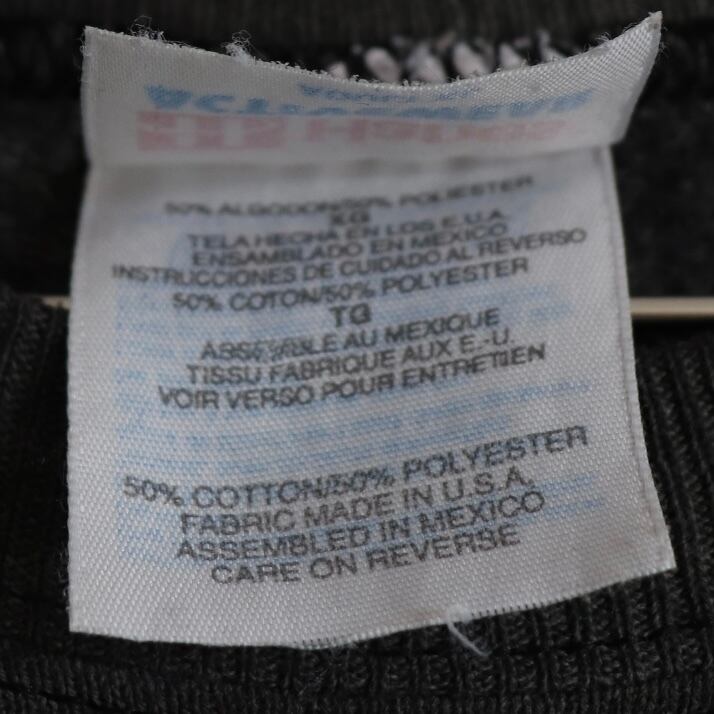 50% ALGODON/50% POLIESTER
XG
TELA HECHA EN LOS E.U.A.
ENSAMBLADO EN MEXICO
INSTRUCCIONES DE CUIDADO AL REVERSO
50% COTON/50% POLYESTER
TG
ASSEMBLE AU MEXIQUE
TISSU FABRIQUE AUX E.-U.
VOIR VERSO POUR ENTRETIEN
50% COTTON/50% POLYESTER
FABRIC MADE IN U.S.A.
ASSEMBLED IN MEXICO
CARE ON REVERSE